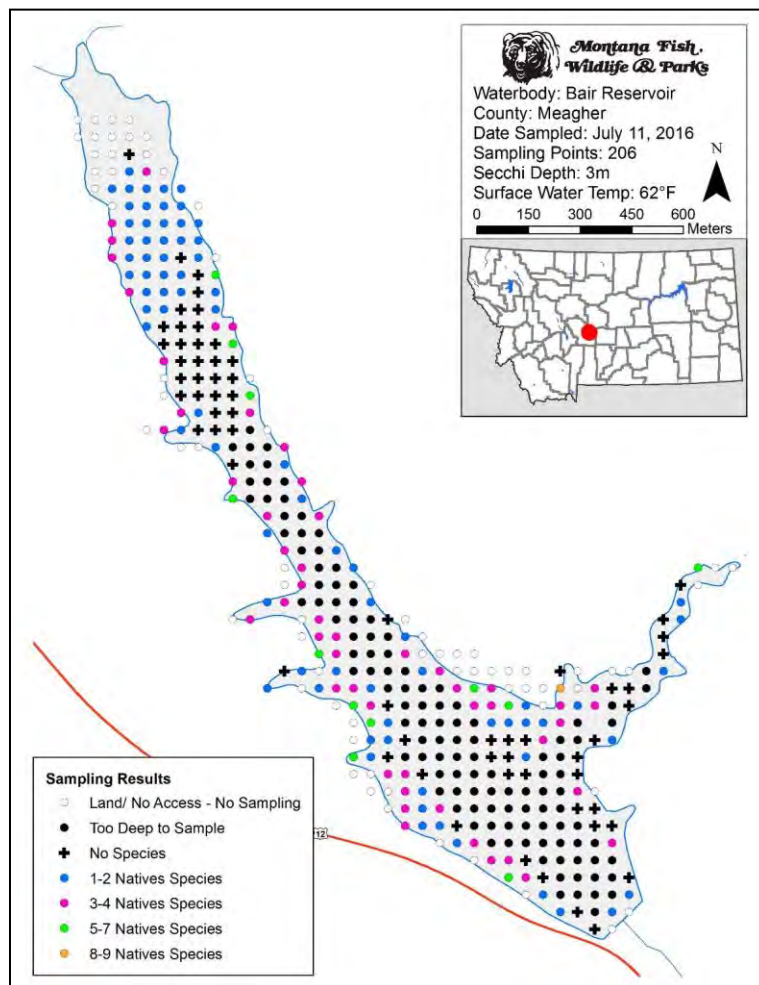 Montana Fish,
Wildlife & Parks
Waterbody: Bair Reservoir
County: Meagher
Date Sampled: July 11, 2016
Sampling Points: 206
Secchi Depth: 3m
Surface Water Temp: 62°F
N
0 150 300 450 600
Meters
12
Sampling Results
Land/ No Access - No Sampling
Too Deep to Sample
No Species
1-2 Natives Species
3-4 Natives Species
5-7 Natives Species
8-9 Natives Species